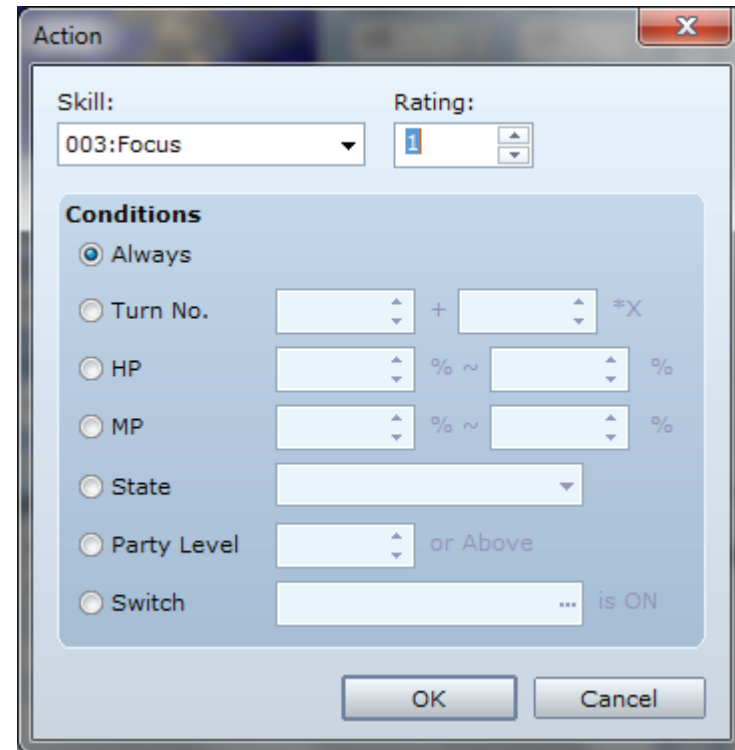 Action
Skill: Rating:
003:Focus 1
Conditions
Always
Turn No. + *X
HP % ~ %
MP % ~ %
State
Party Level or Above
Switch ... is ON
OK Cancel